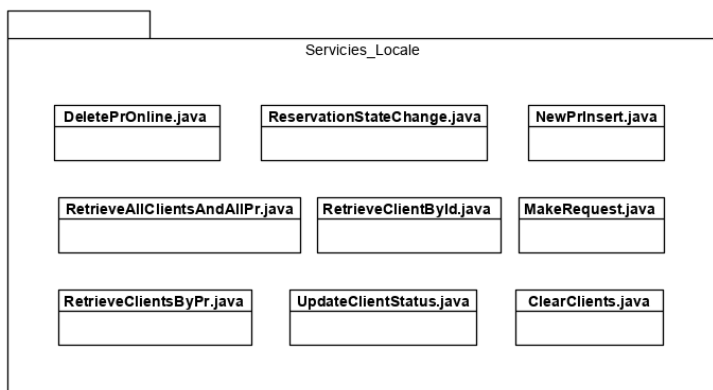 Servicies_Locale
DeletePrOnline.java
ReservationStateChange.java
NewPrInsert.java
RetrieveAllClientsAndAllPr.java
RetrieveClientById.java
MakeRequest.java
RetrieveClientsByPr.java
UpdateClientStatus.java
ClearClients.java